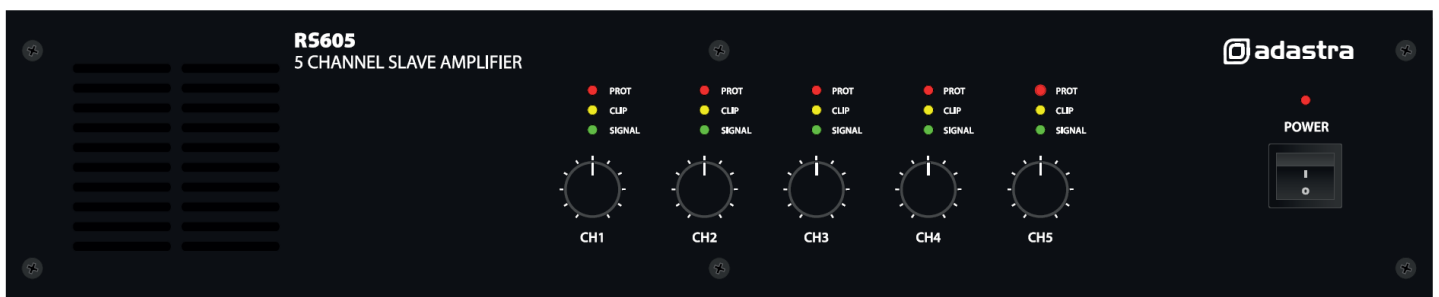 RS605
5 CHANNEL SLAVE AMPLIFIER
adastra
PROT
CLIP
SIGNAL
CH1
PROT
CLIP
SIGNAL
CH2
PROT
CLIP
SIGNAL
CH3
PROT
CLIP
SIGNAL
CH4
PROT
CLIP
SIGNAL
CH5
POWER
I
O